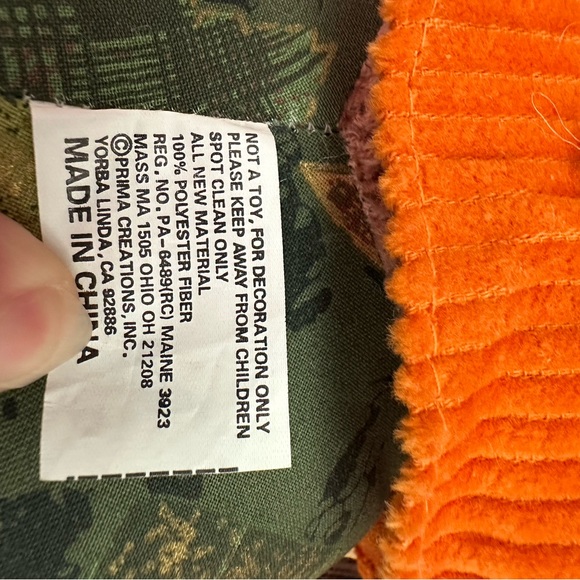 NOT A TOY, FOR DECORATION ONLY
PLEASE KEEP AWAY FROM CHILDREN
SPOT CLEAN ONLY
ALL NEW MATERIAL
100% POLYESTER FIBER
REG. NO. PA-6489(RC) MAINE 3923
MASS MA 1505 OHIO OH 21208
©PRIMA CREATIONS, INC.
YORBA LINDA, CA 92886
MADE IN CHINA